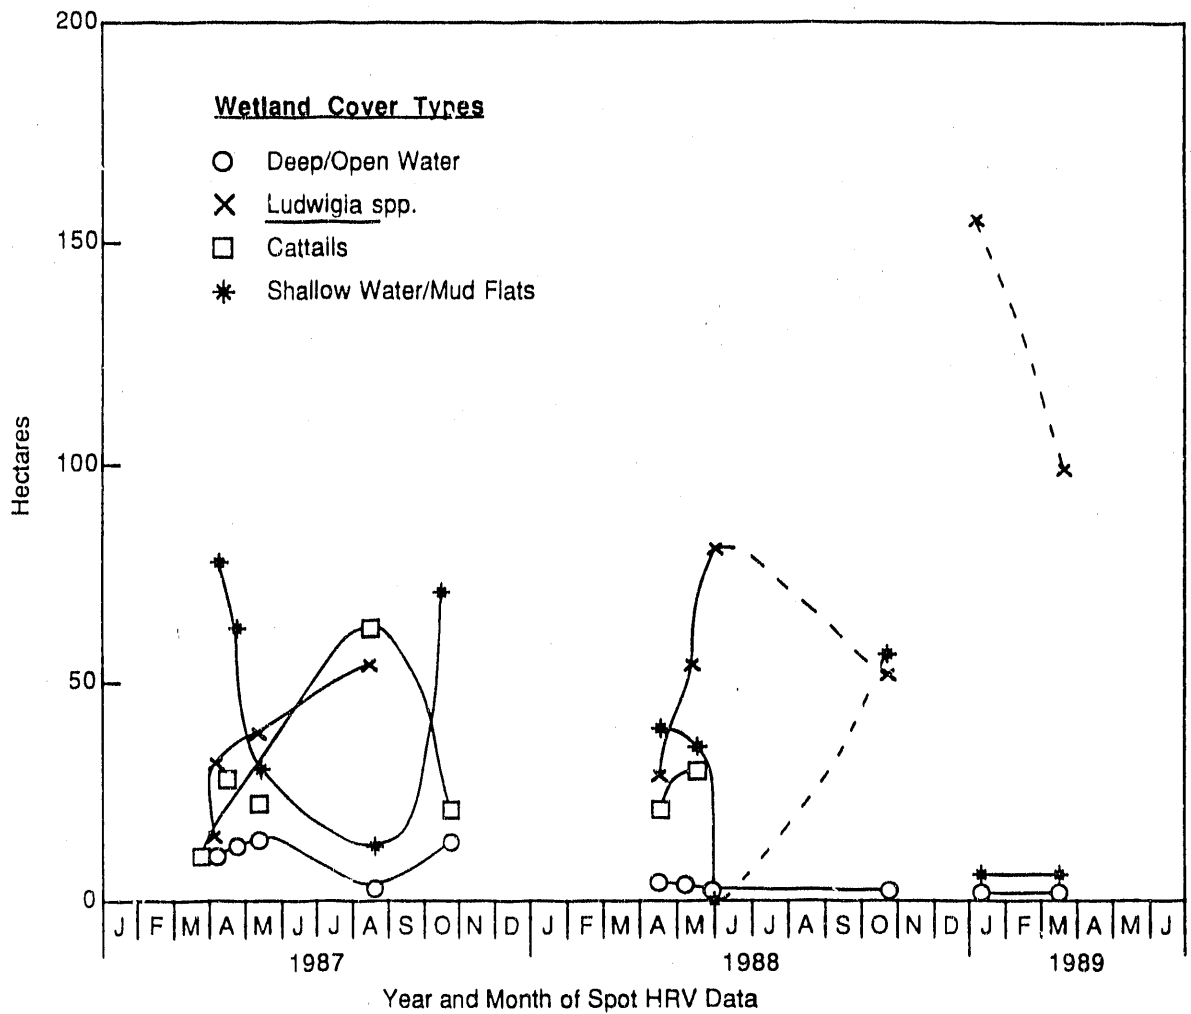 200
Wetland Cover Types
Deep/Open Water
Ludwigia spp.
150
Cattails
Shallow Water/Mud Flats
100
Hectares
50
0
J F M A M J J A S O N D J F M A M J J A S O N D J F M A M J
1987 1988 1989
Year and Month of Spot HRV Data